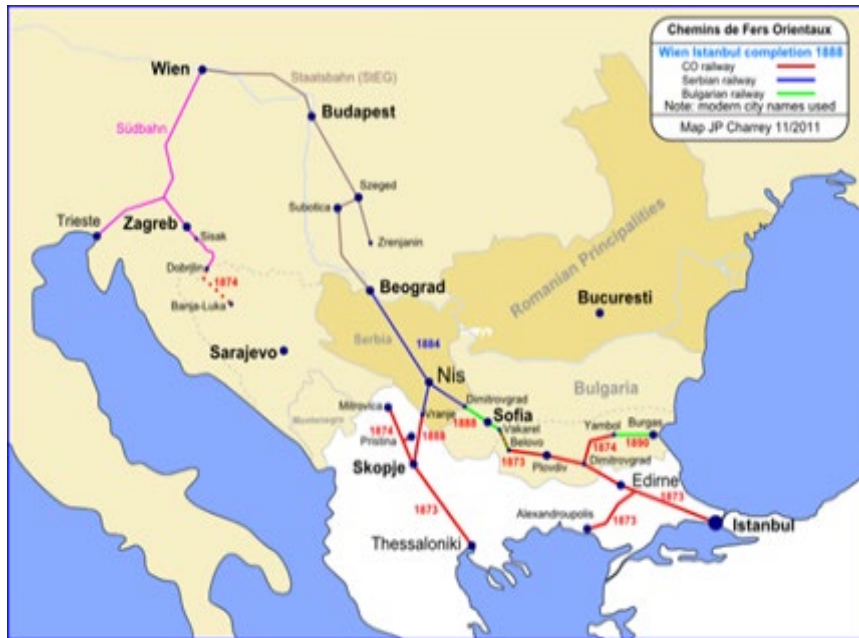 Chemins de Fers Orientaux
Wien Istanbul completion 1888
CO railway
Serbian railway
Bulgarian railway
Note: modern city names used
Map JP Charrey 11/2011
Wien
Staatsbahn (StEG)
Budapest
Südbahn
Szeged
Subotica
Trieste
Zagreb
Sisak
Zrenjanin
Dobrjlin
1874
Banja-Luka
Beograd
Romanian Principalities
Bucuresti
Serbia
1884
Sarajevo
Nis
Bulgaria
Montenegro
Mitrovica
Vranje
Dimitrovgrad
1888
Sofia
Vakarel
Belovo
Yambol
Burgas
1874
1890
1874
Pristina
1888
Skopje
1873
Plovdiv
Dimitrovgrad
Edirne
1873
Alexandroupolis
1873
Istanbul
1873
Thessaloniki